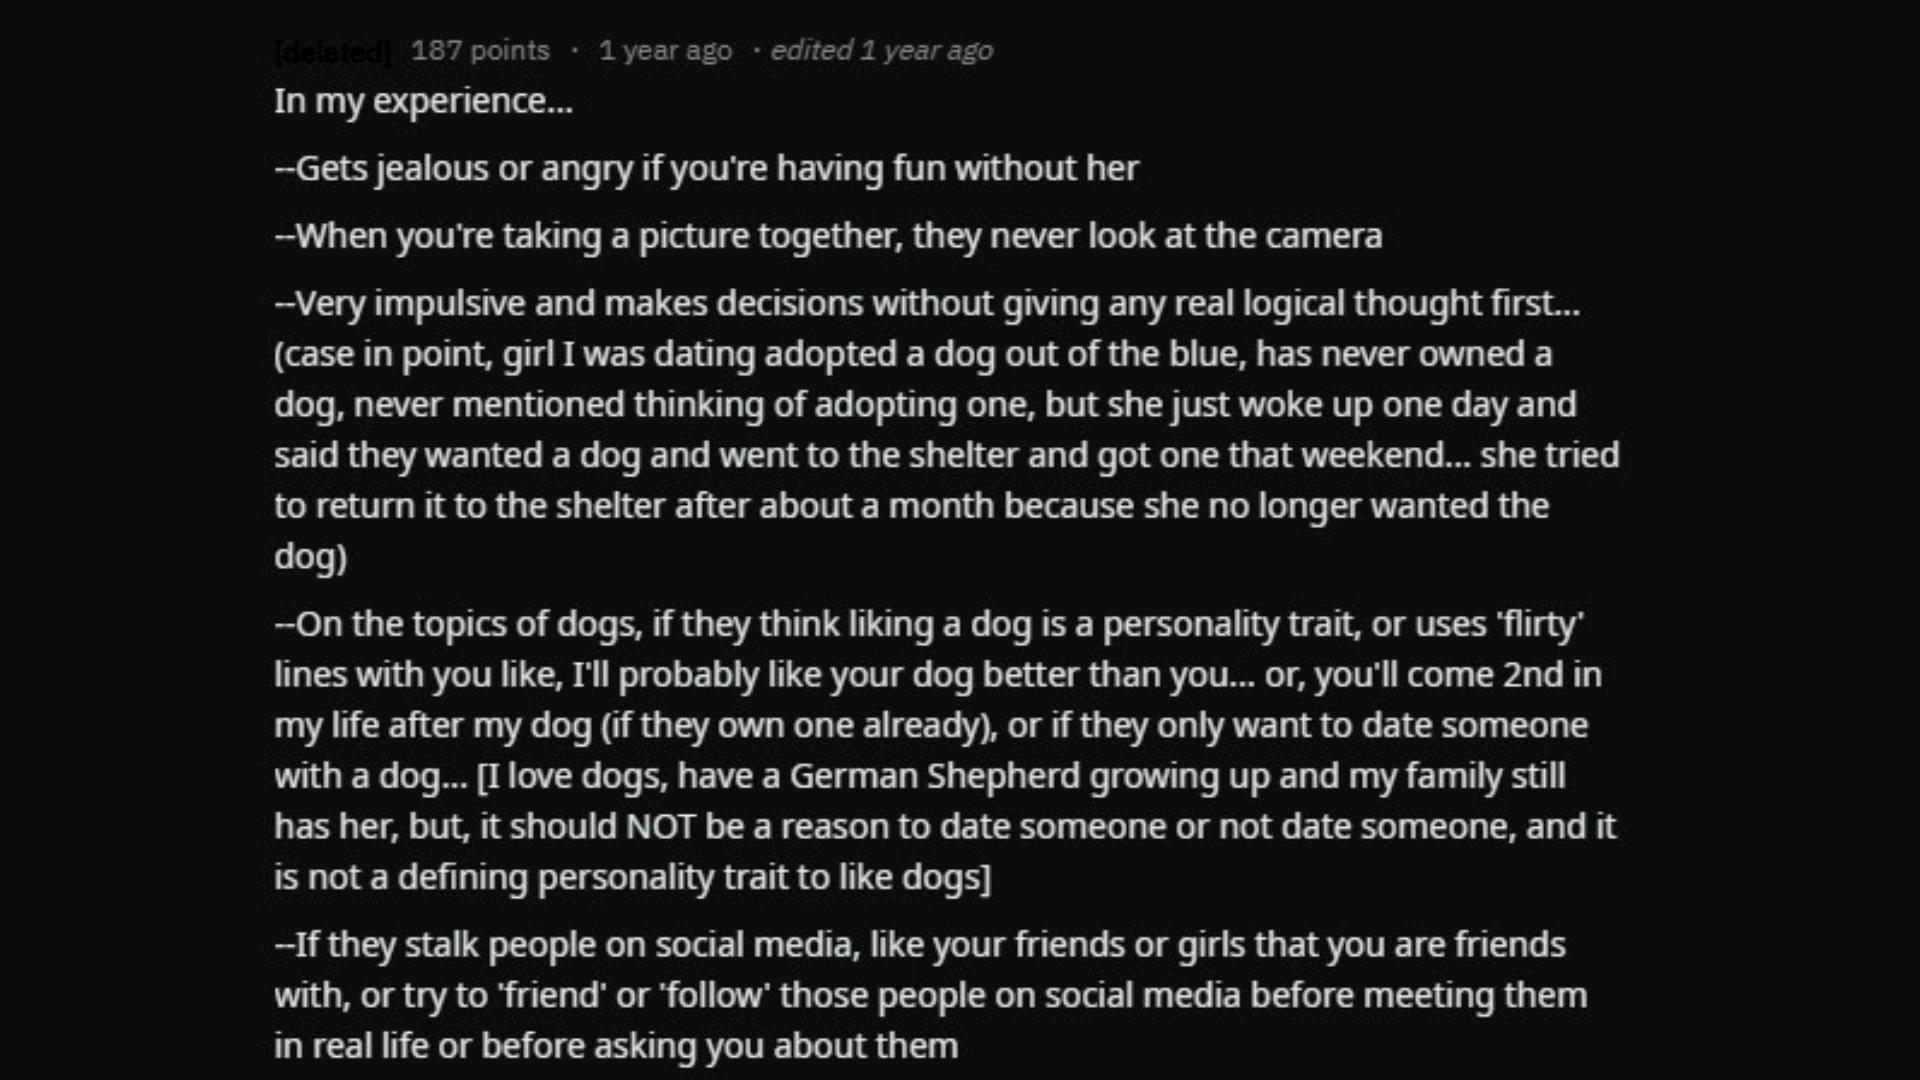 [deleted] 187 points · 1 year ago · edited 1 year ago
In my experience...
--Gets jealous or angry if you're having fun without her
--When you're taking a picture together, they never look at the camera
--Very impulsive and makes decisions without giving any real logical thought first...
(case in point, girl I was dating adopted a dog out of the blue, has never owned a
dog, never mentioned thinking of adopting one, but she just woke up one day and
said they wanted a dog and went to the shelter and got one that weekend... she tried
to return it to the shelter after about a month because she no longer wanted the
dog)
--On the topics of dogs, if they think liking a dog is a personality trait, or uses 'flirty'
lines with you like, I'll probably like your dog better than you... or, you'll come 2nd in
my life after my dog (if they own one already), or if they only want to date someone
with a dog... [I love dogs, have a German Shepherd growing up and my family still
has her, but, it should NOT be a reason to date someone or not date someone, and it
is not a defining personality trait to like dogs]
--If they stalk people on social media, like your friends or girls that you are friends
with, or try to 'friend' or 'follow' those people on social media before meeting them
in real life or before asking you about them